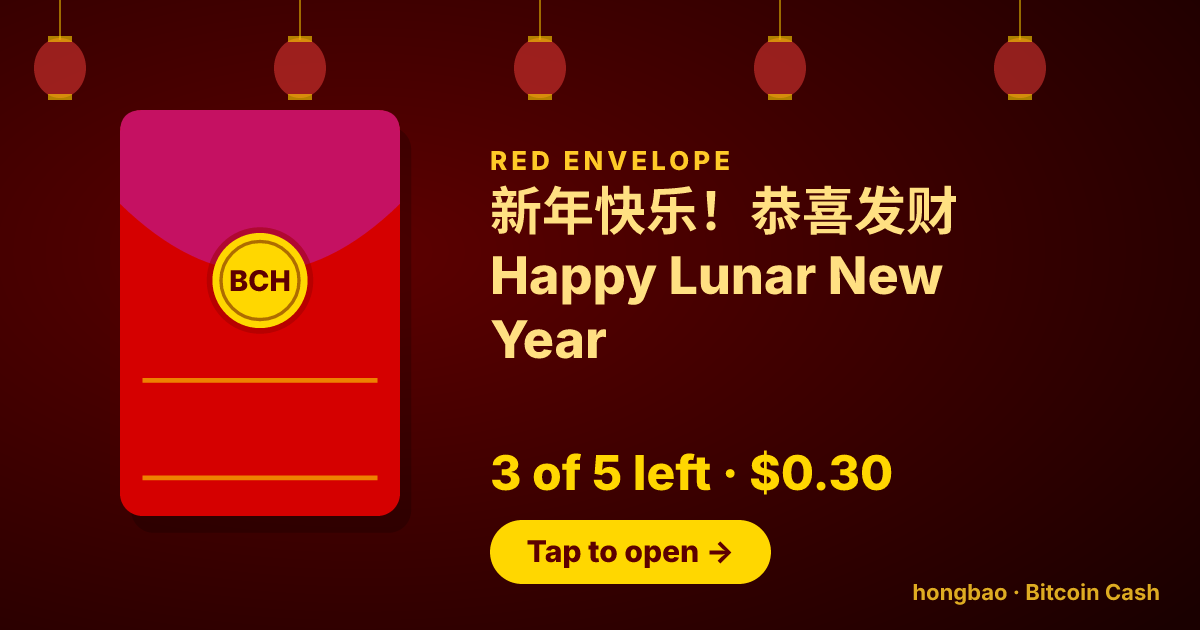 RED ENVELOPE
新年快乐！恭喜发财
Happy Lunar New
Year
BCH
3 of 5 left · $0.30
Tap to open →
hongbao · Bitcoin Cash